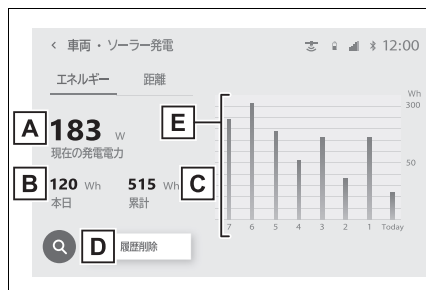 < 車両・ソーラー発電
12:00
エネルギー 距離
A 183 W
現在の発電電力
B 120 Wh 515 Wh C
本日 累計
D 履歴削除
E
Wh
300
50
7 6 5 4 3 2 1 Today